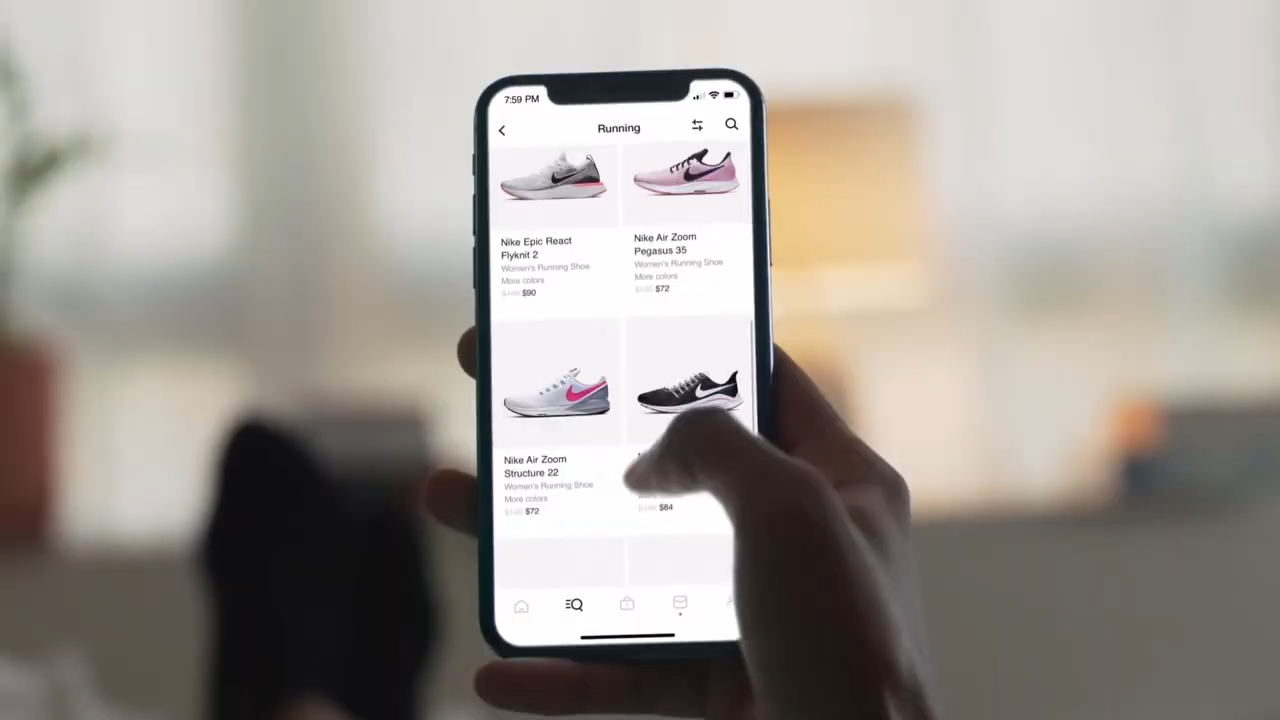 7:59 PM
Running
Nike Epic React
Flyknit 2
Women's Running Shoe
More colors
$90
Nike Air Zoom
Pegasus 35
Women's Running Shoe
More colors
$72
Nike Air Zoom
Structure 22
Women's Running Shoe
More colors
$72
$84